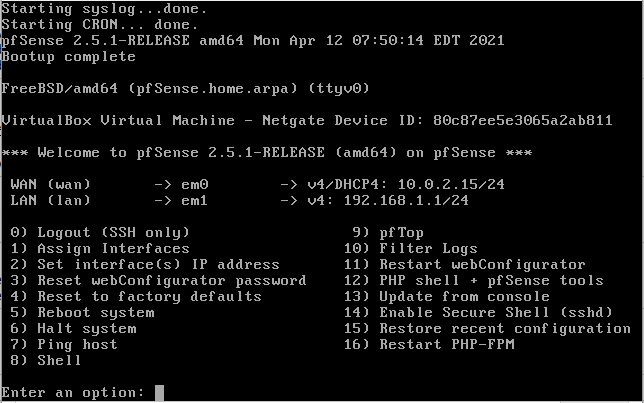 Starting syslog...done.
Starting CRON... done.
pfSense 2.5.1-RELEASE amd64 Mon Apr 12 07:50:14 EDT 2021
Bootup complete
FreeBSD/amd64 (pfSense.home.arpa) (ttyv0)
VirtualBox Virtual Machine - Netgate Device ID: 80c87ee5e3065a2ab811
*** Welcome to pfSense 2.5.1-RELEASE (amd64) on pfSense ***
WAN (wan)       -> em0        -> v4/DHCP4: 10.0.2.15/24
LAN (lan)       -> em1        -> v4: 192.168.1.1/24
0) Logout (SSH only)                  9) pfTop
1) Assign Interfaces                 10) Filter Logs
2) Set interface(s) IP address       11) Restart webConfigurator
3) Reset webConfigurator password    12) PHP shell + pfSense tools
4) Reset to factory defaults         13) Update from console
5) Reboot system                     14) Enable Secure Shell (sshd)
6) Halt system                       15) Restore recent configuration
7) Ping host                         16) Restart PHP-FPM
8) Shell
Enter an option: